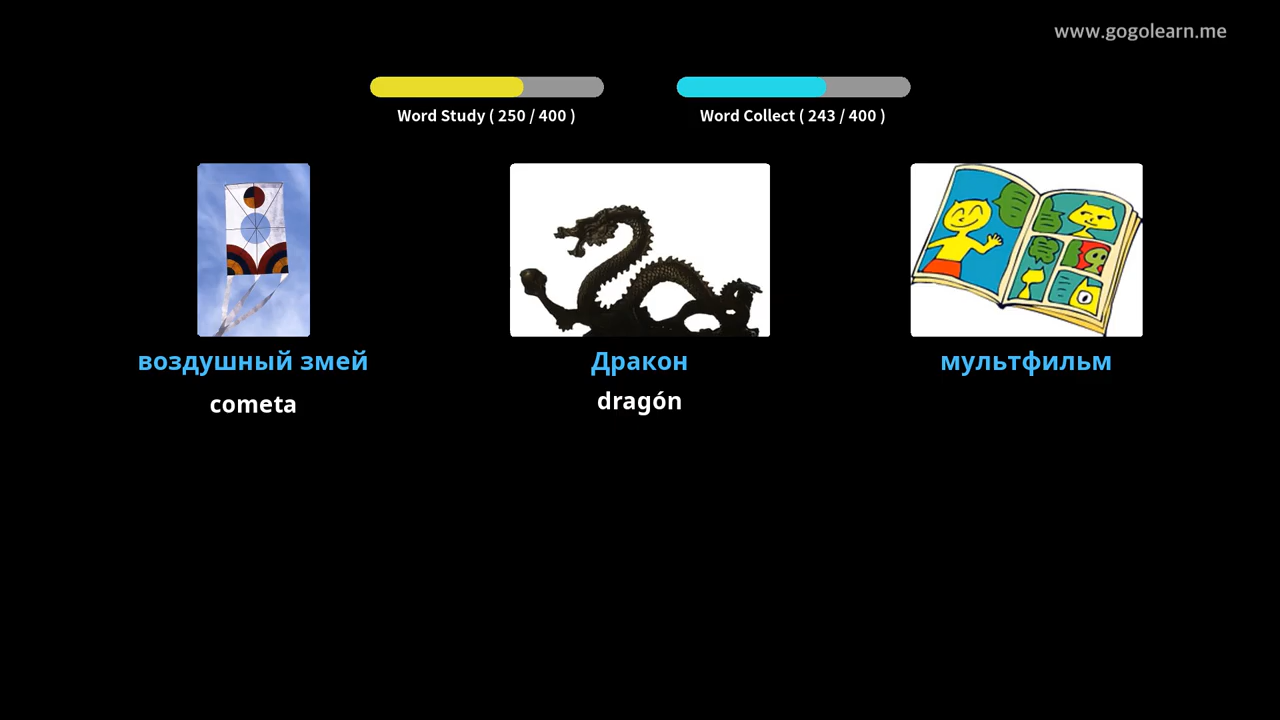 www.gogolearn.me
Word Study ( 250 / 400 )
Word Collect ( 243 / 400 )
воздушный змей
Дракон
мультфильм
cometa
dragón